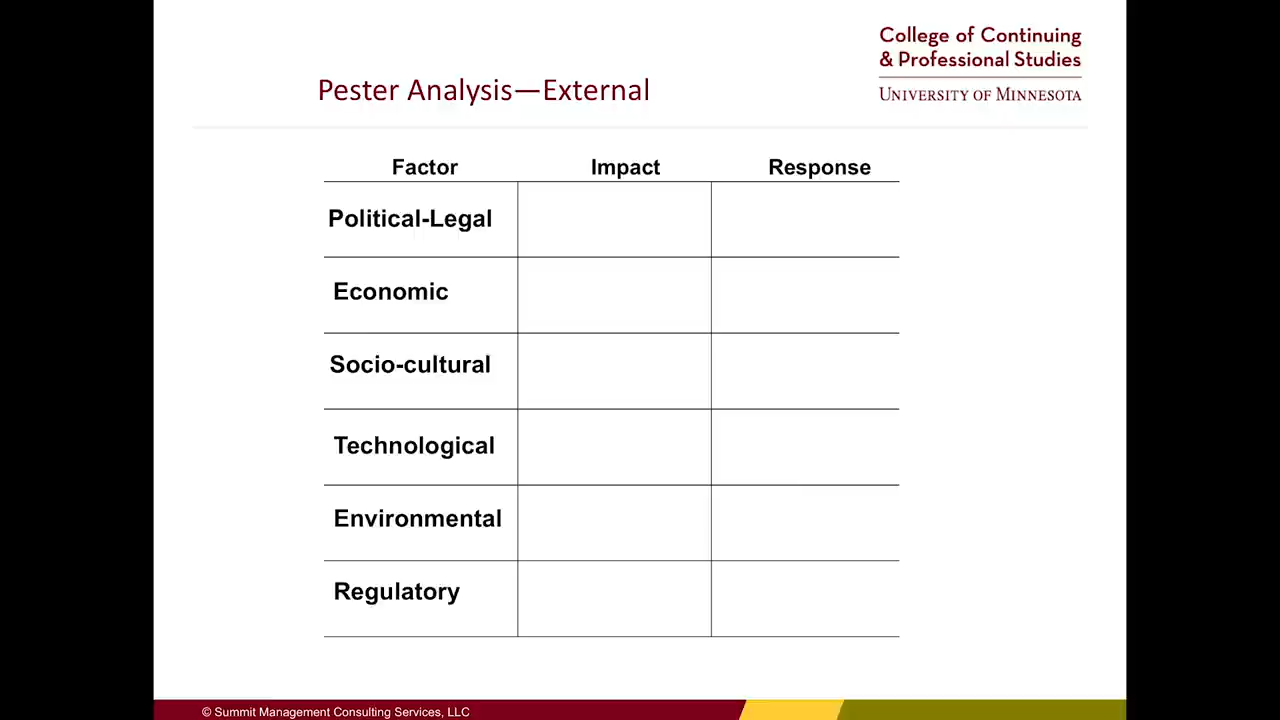 College of Continuing
& Professional Studies
UNIVERSITY OF MINNESOTA
Pester Analysis—External
Factor Impact Response
Political-Legal
Economic
Socio-cultural
Technological
Environmental
Regulatory
© Summit Management Consulting Services, LLC